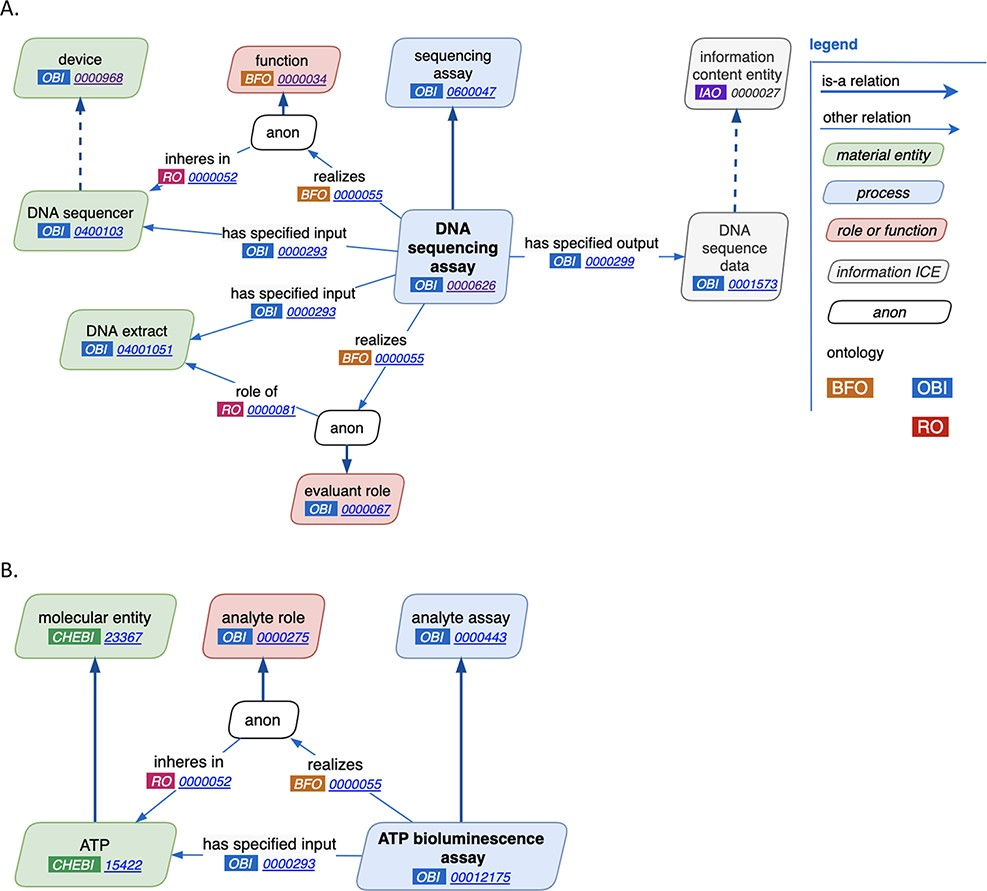 A.
device
OBI 0000968
function
BFO 0000034
sequencing
assay
OBI 0600047
information
content entity
IAO 0000027
anon
inheres in
RO 0000052
realizes
BFO 0000055
DNA sequencer
OBI 0400103
has specified input
OBI 0000293
DNA
sequencing
assay
OBI 0000626
has specified output
OBI 0000299
DNA
sequence
data
OBI 0001573
has specified input
OBI 0000293
DNA extract
OBI 04001051
realizes
BFO 0000055
role of
RO 0000081
anon
evaluant role
OBI 0000067
legend
is-a relation
other relation
material entity
process
role or function
information ICE
anon
ontology
BFO OBI
RO
B.
molecular entity
CHEBI 23367
analyte role
OBI 0000275
analyte assay
OBI 0000443
anon
inheres in
RO 0000052
realizes
BFO 0000055
ATP
CHEBI 15422
has specified input
OBI 0000293
ATP bioluminescence
assay
OBI 00012175